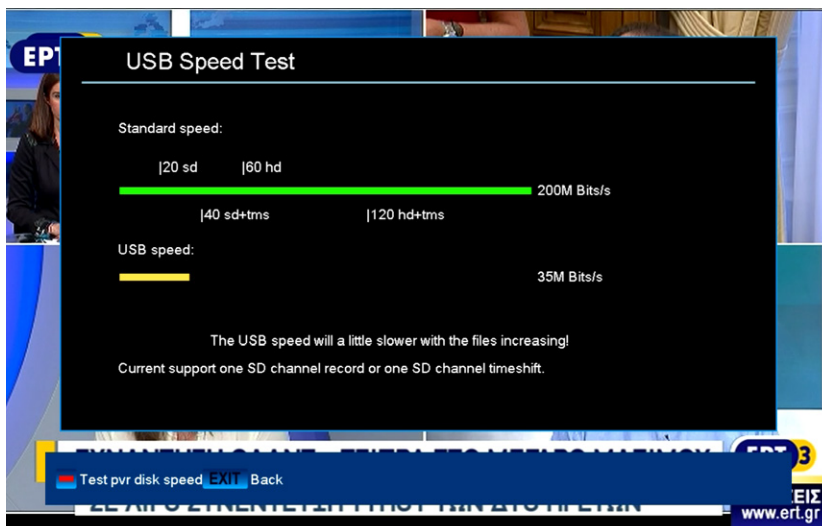 USB Speed Test
Standard speed:
|20 sd |60 hd
200M Bits/s
|40 sd+tms |120 hd+tms
USB speed:
35M Bits/s
The USB speed will a little slower with the files increasing!
Current support one SD channel record or one SD channel timeshift.
Test pvr disk speed EXIT Back
3
www.ert.gr